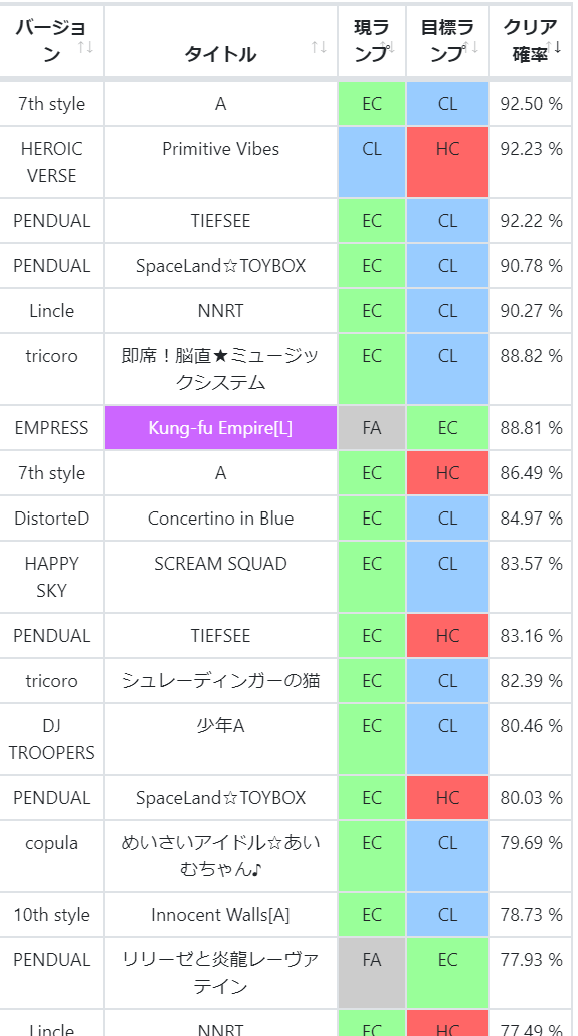 バージョン タイトル 現ランプ 目標ランプ クリア確率
7th style A EC CL 92.50 %
HEROIC VERSE Primitive Vibes CL HC 92.23 %
PENDUAL TIEFSEE EC CL 92.22 %
PENDUAL SpaceLand☆TOYBOX EC CL 90.78 %
Lincle NNRT EC CL 90.27 %
tricoro 即席！脳直★ミュージックシステム EC CL 88.82 %
EMPRESS Kung-fu Empire[L] FA EC 88.81 %
7th style A EC HC 86.49 %
DistorteD Concertino in Blue EC CL 84.97 %
HAPPY SKY SCREAM SQUAD EC CL 83.57 %
PENDUAL TIEFSEE EC HC 83.16 %
tricoro シュレーディンガーの猫 EC CL 82.39 %
DJ TROOPERS 少年A EC CL 80.46 %
PENDUAL SpaceLand☆TOYBOX EC HC 80.03 %
copula めいさいアイドル☆あいむちゃん♪ EC CL 79.69 %
10th style Innocent Walls[A] EC CL 78.73 %
PENDUAL リリーゼと炎龍レーヴァテイン FA EC 77.93 %
Lincle NNRT EC HC 77.49 %